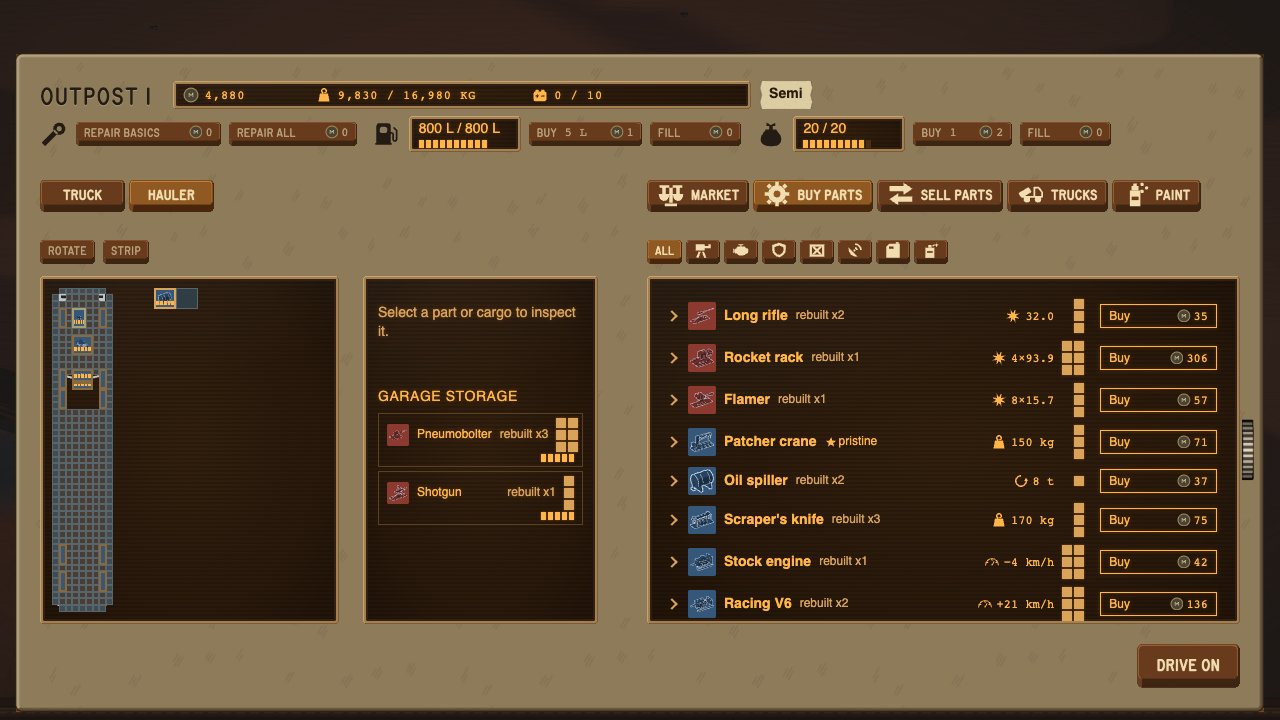 OUTPOST 1
4,880
9,830 / 16,980 KG
0 / 10
Semi
REPAIR BASICS 0
REPAIR ALL 0
800 L / 800 L
BUY 5 L 1
FILL 0
20 / 20
BUY 1 2
FILL 0
TRUCK
HAULER
MARKET
BUY PARTS
SELL PARTS
TRUCKS
PAINT
ROTATE
STRIP
ALL
Select a part or cargo to inspect
it.
GARAGE STORAGE
Pneumobolter rebuilt x3
Shotgun rebuilt x1
Long rifle rebuilt x2 32.0 Buy 35
Rocket rack rebuilt x1 4×93.9 Buy 306
Flamer rebuilt x1 8×15.7 Buy 57
Patcher crane ★ pristine 150 kg Buy 71
Oil spiller rebuilt x2 8 t Buy 37
Scraper's knife rebuilt x3 170 kg Buy 75
Stock engine rebuilt x1 −4 km/h Buy 42
Racing V6 rebuilt x2 +21 km/h Buy 136
DRIVE ON